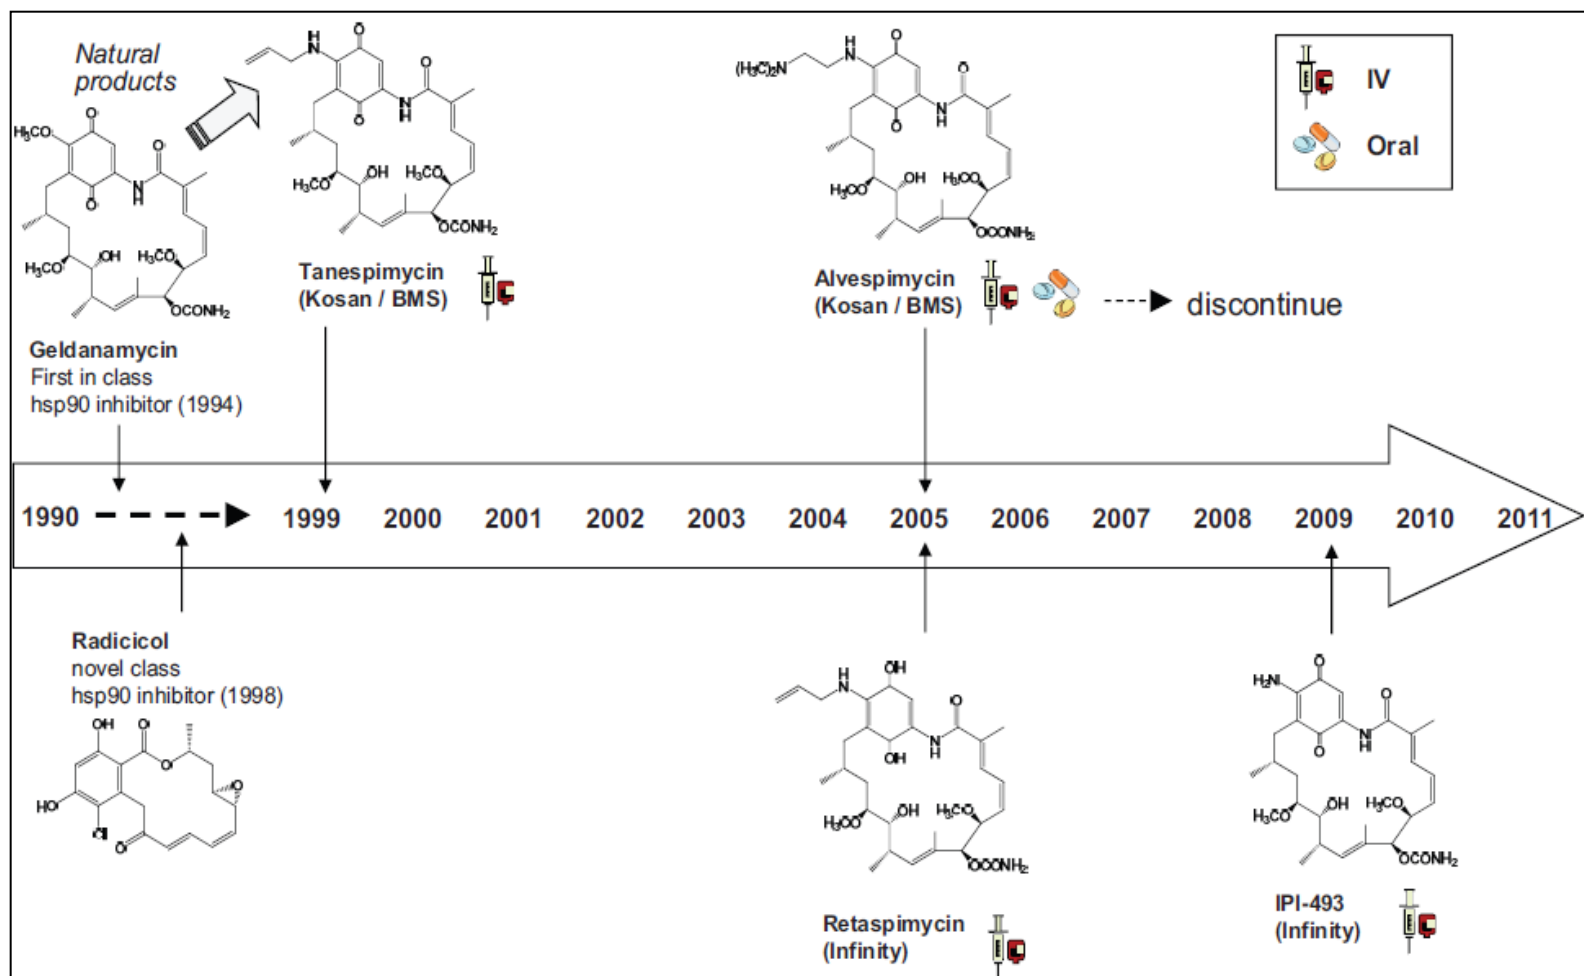 Natural
products
IV
Oral
O
O
H3CO
O
N
H
OH
H3CO
H3CO
OCONH2
Geldanamycin
First in class
hsp90 inhibitor (1994)
H
N
O
O
O
NH
OH
H3CO
H3CO
OCONH2
Tanespimycin
(Kosan / BMS)
(H3C)2N
H
N
O
O
O
NH
OH
H3CO
H3CO
OCONH2
Alvespimycin
(Kosan / BMS)
discontinue
1990 1999 2000 2001 2002 2003 2004 2005 2006 2007 2008 2009 2010 2011
Radicicol
novel class
hsp90 inhibitor (1998)
OH
O
O
O
HO
Cl
O
H
N
OH
O
N
H
OH
OH
H3CO
H3CO
OCONH2
Retaspimycin
(Infinity)
O
H2N
O
O
N
H
OH
H3CO
H3CO
OCONH2
IPI-493
(Infinity)